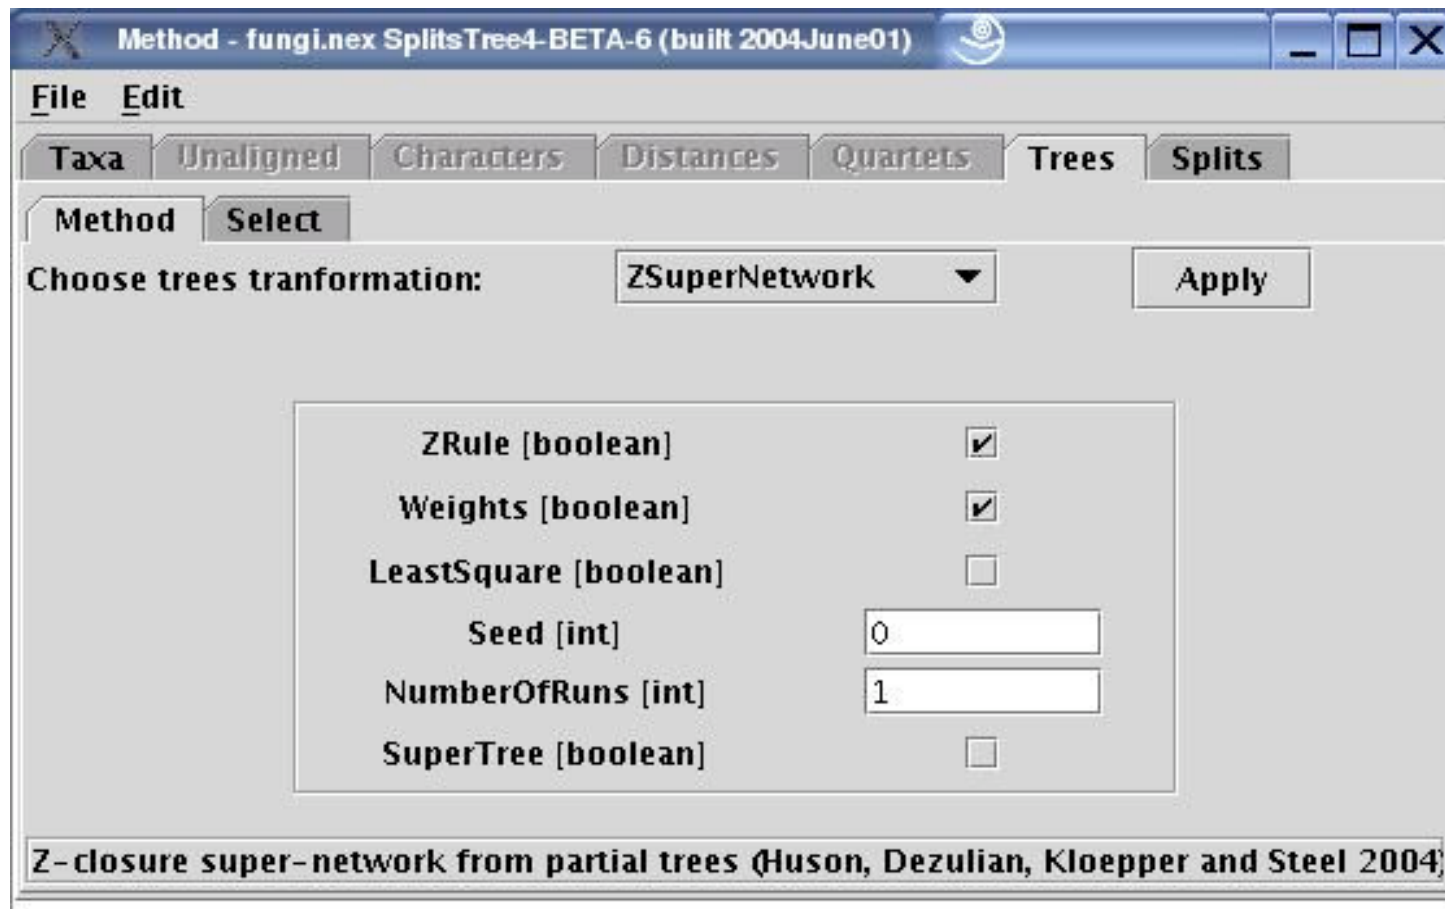 Method - fungi.nex SplitsTree4-BETA-6 (built 2004June01)
File Edit
Taxa Unaligned Characters Distances Quartets Trees Splits
Method Select
Choose trees tranformation: ZSuperNetwork Apply
ZRule [boolean]
Weights [boolean]
LeastSquare [boolean]
Seed [int] 0
NumberOfRuns [int] 1
SuperTree [boolean]
Z-closure super-network from partial trees (Huson, Dezulian, Kloepper and Steel 2004)